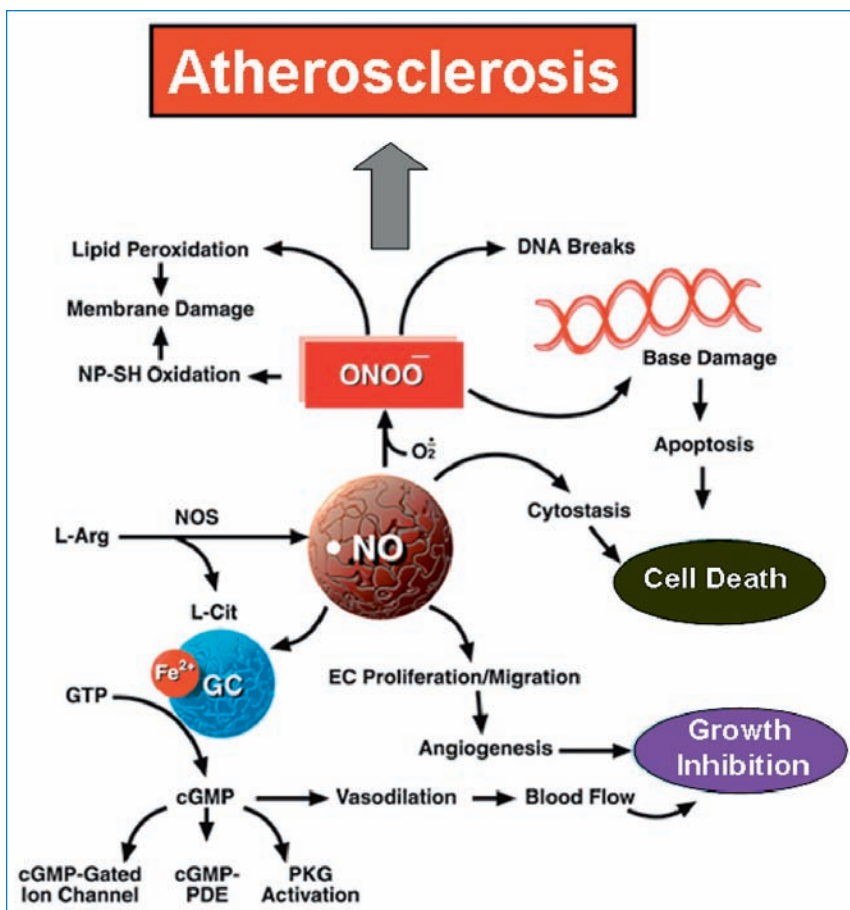 Atherosclerosis
Lipid Peroxidation
DNA Breaks
Membrane Damage
NP-SH Oxidation
ONOO¯
Base Damage
O₂∸
Apoptosis
Cytostasis
NOS
L-Arg
•NO
Cell Death
L-Cit
Fe²⁺
GC
GTP
EC Proliferation/Migration
Angiogenesis
Growth
Inhibition
cGMP
Vasodilation
Blood Flow
cGMP-Gated
Ion Channel
cGMP-
PDE
PKG
Activation